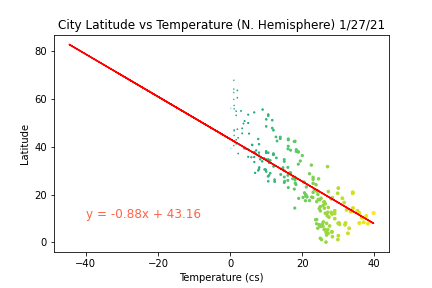 City Latitude vs Temperature (N. Hemisphere) 1/27/21
80
60
40
20
0
Latitude
y = -0.88x + 43.16
−40 −20 0 20 40
Temperature (cs)